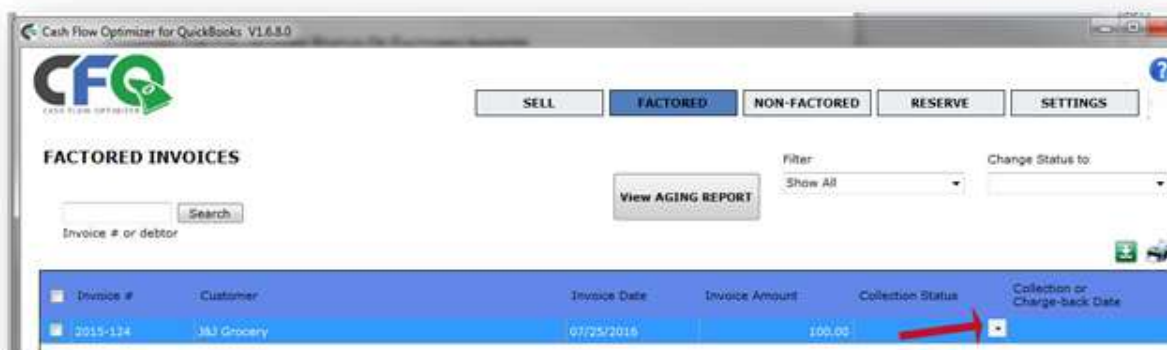 Cash Flow Optimizer for QuickBooks V1.6.8.0
CFO
CASH FLOW OPTIMIZER
SELL FACTORED NON-FACTORED RESERVE SETTINGS
FACTORED INVOICES
Filter Change Status to
Show All
View AGING REPORT
Search
Invoice # or debtor
Invoice # Customer Invoice Date Invoice Amount Collection Status Collection or
Charge-back Date
2015-124 J&J Grocery 07/25/2016 100.00